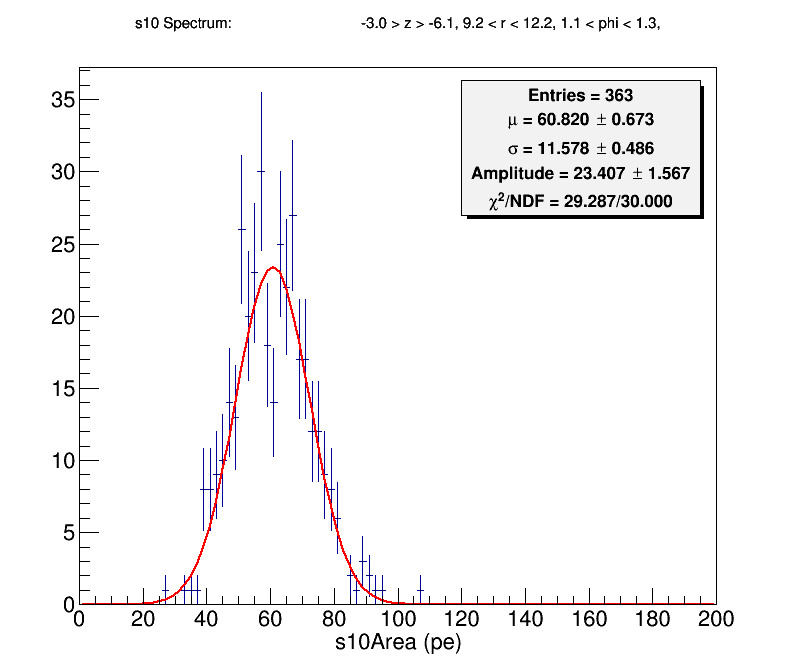 s10 Spectrum: -3.0 > z > -6.1, 9.2 < r < 12.2, 1.1 < phi < 1.3,
Entries = 363
μ = 60.820 ± 0.673
σ = 11.578 ± 0.486
Amplitude = 23.407 ± 1.567
χ²/NDF = 29.287/30.000
35
30
25
20
15
10
5
0
0 20 40 60 80 100 120 140 160 180 200
s10Area (pe)